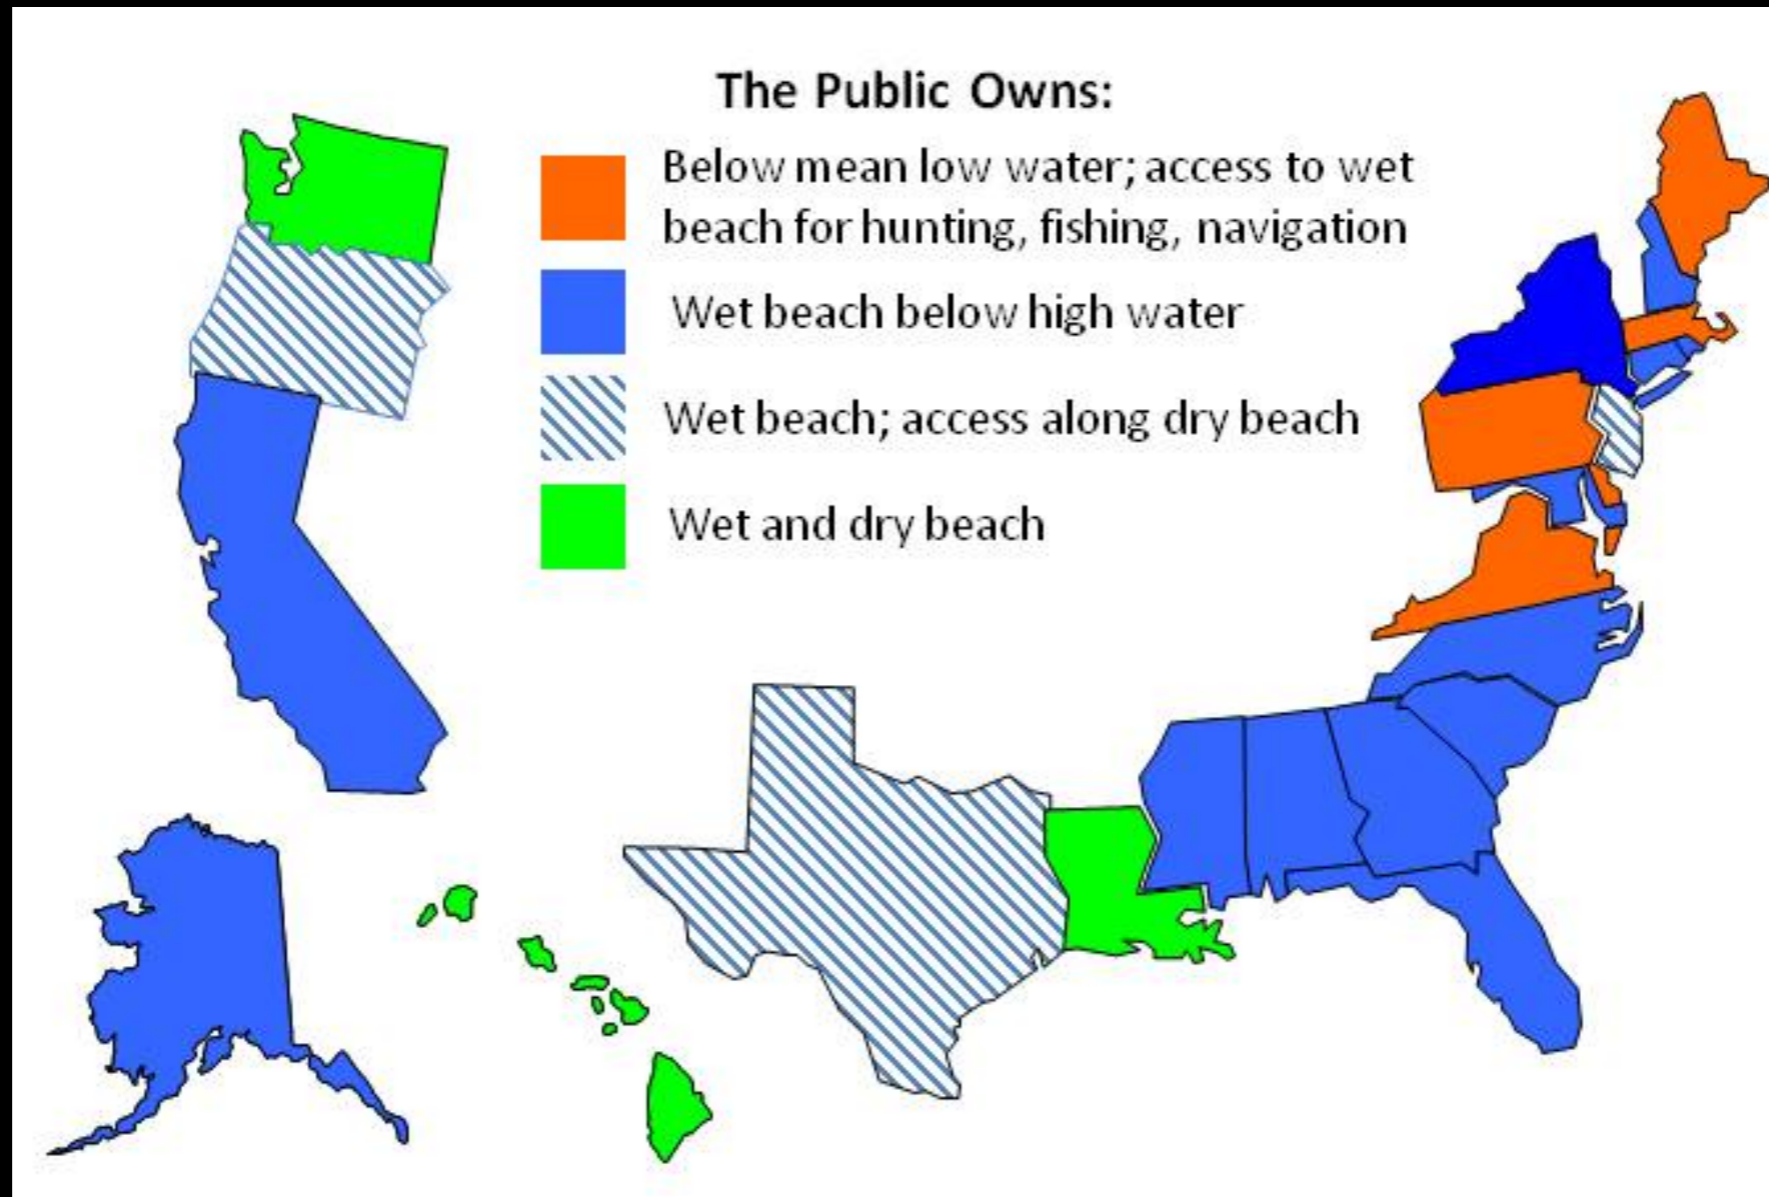 The Public Owns:
Below mean low water; access to wet
beach for hunting, fishing, navigation
Wet beach below high water
Wet beach; access along dry beach
Wet and dry beach